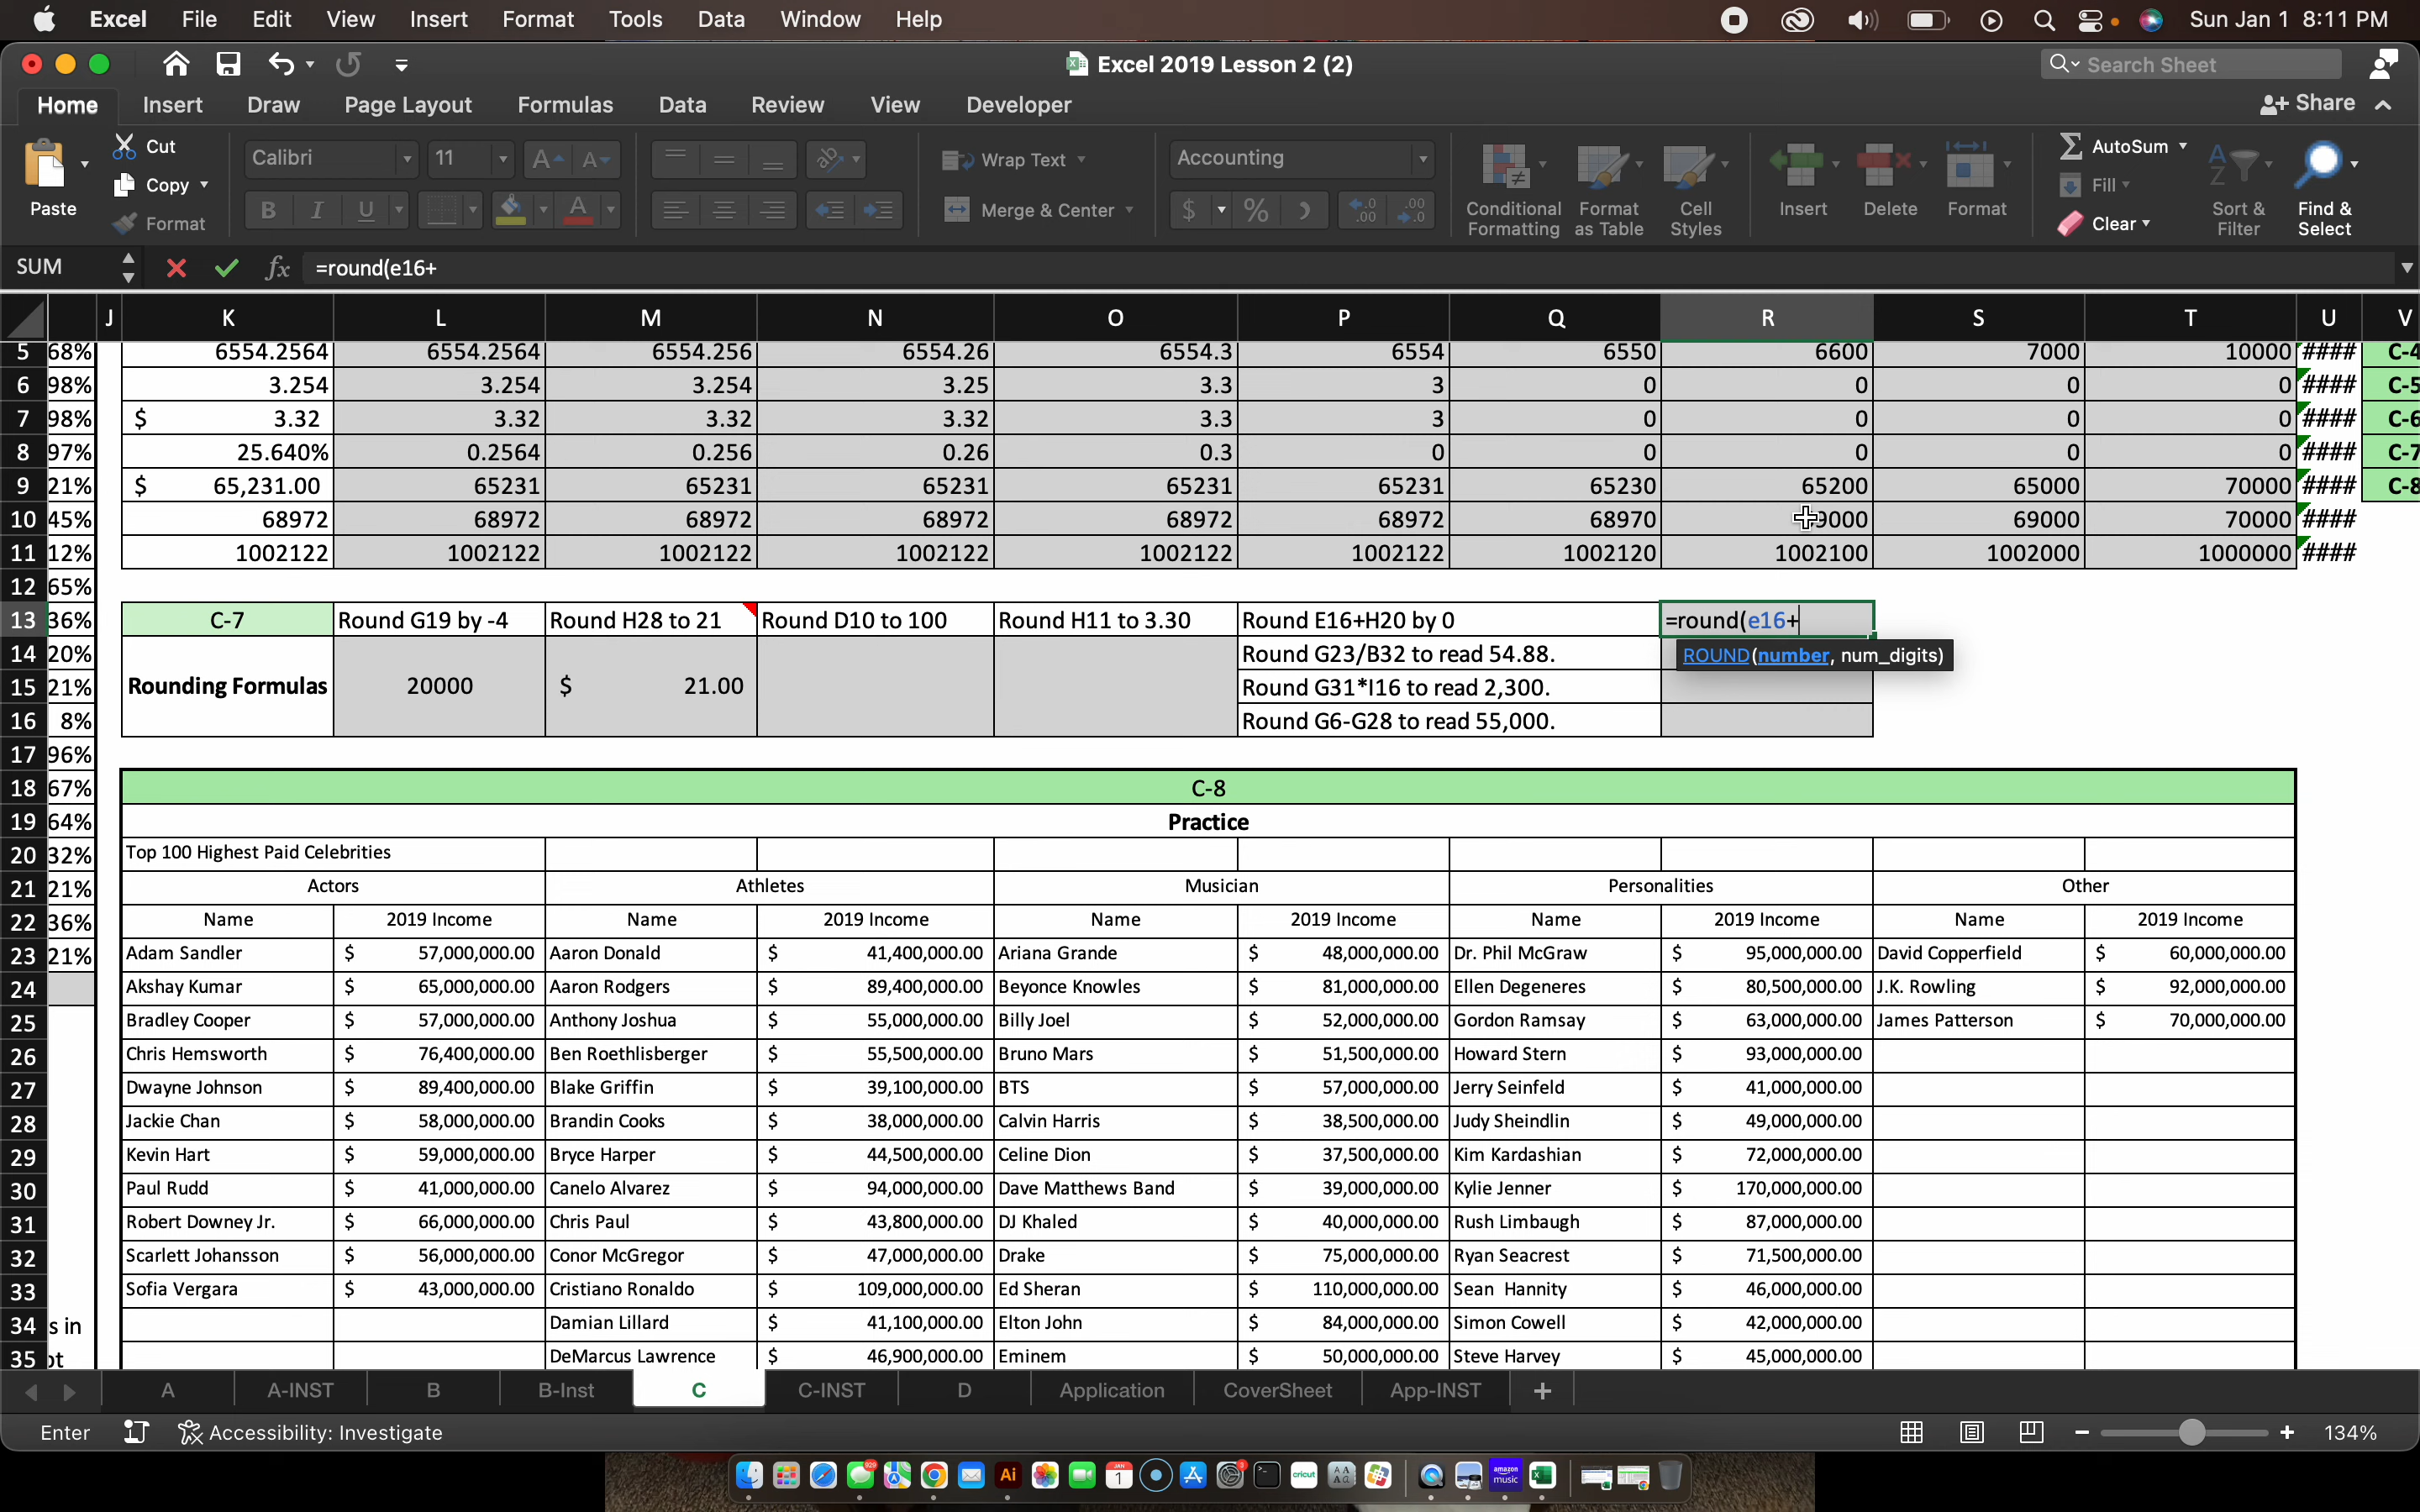 Excel File Edit View Insert Format Tools Data Window Help Sun Jan 1 8:11 PM
Excel 2019 Lesson 2 (2) Search Sheet
Home Insert Draw Page Layout Formulas Data Review View Developer Share
Paste Cut Copy Format
Calibri 11 A A B I U A
Wrap Text Merge & Center
Accounting $ %
Conditional Formatting Format as Table Cell Styles Insert Delete Format
AutoSum Fill Clear Sort & Filter Find & Select
SUM fx =round(e16+
J K L M N O P Q R S T U V
5 68% 6554.2564 6554.2564 6554.256 6554.26 6554.3 6554 6550 6600 7000 10000 #### C-4
6 98% 3.254 3.254 3.254 3.25 3.3 3 0 0 0 0 #### C-5
7 98% $ 3.32 3.32 3.32 3.32 3.3 3 0 0 0 0 #### C-6
8 97% 25.640% 0.2564 0.256 0.26 0.3 0 0 0 0 0 #### C-7
9 21% $ 65,231.00 65231 65231 65231 65231 65231 65230 65200 65000 70000 #### C-8
10 45% 68972 68972 68972 68972 68972 68972 68970 9000 69000 70000 ####
11 12% 1002122 1002122 1002122 1002122 1002122 1002122 1002120 1002100 1002000 1000000 ####
12 65%
13 36% C-7 Round G19 by -4 Round H28 to 21 Round D10 to 100 Round H11 to 3.30 Round E16+H20 by 0 =round(e16+
14 20% Round G23/B32 to read 54.88. ROUND(number, num_digits)
15 21% Rounding Formulas 20000 $ 21.00 Round G31*I16 to read 2,300.
16 8% Round G6-G28 to read 55,000.
17 96%
18 67% C-8
19 64% Practice
20 32% Top 100 Highest Paid Celebrities
21 21% Actors Athletes Musician Personalities Other
22 36% Name 2019 Income Name 2019 Income Name 2019 Income Name 2019 Income Name 2019 Income
23 21% Adam Sandler $ 57,000,000.00 Aaron Donald $ 41,400,000.00 Ariana Grande $ 48,000,000.00 Dr. Phil McGraw $ 95,000,000.00 David Copperfield $ 60,000,000.00
24 Akshay Kumar $ 65,000,000.00 Aaron Rodgers $ 89,400,000.00 Beyonce Knowles $ 81,000,000.00 Ellen Degeneres $ 80,500,000.00 J.K. Rowling $ 92,000,000.00
25 Bradley Cooper $ 57,000,000.00 Anthony Joshua $ 55,000,000.00 Billy Joel $ 52,000,000.00 Gordon Ramsay $ 63,000,000.00 James Patterson $ 70,000,000.00
26 Chris Hemsworth $ 76,400,000.00 Ben Roethlisberger $ 55,500,000.00 Bruno Mars $ 51,500,000.00 Howard Stern $ 93,000,000.00
27 Dwayne Johnson $ 89,400,000.00 Blake Griffin $ 39,100,000.00 BTS $ 57,000,000.00 Jerry Seinfeld $ 41,000,000.00
28 Jackie Chan $ 58,000,000.00 Brandin Cooks $ 38,000,000.00 Calvin Harris $ 38,500,000.00 Judy Sheindlin $ 49,000,000.00
29 Kevin Hart $ 59,000,000.00 Bryce Harper $ 44,500,000.00 Celine Dion $ 37,500,000.00 Kim Kardashian $ 72,000,000.00
30 Paul Rudd $ 41,000,000.00 Canelo Alvarez $ 94,000,000.00 Dave Matthews Band $ 39,000,000.00 Kylie Jenner $ 170,000,000.00
31 Robert Downey Jr. $ 66,000,000.00 Chris Paul $ 43,800,000.00 DJ Khaled $ 40,000,000.00 Rush Limbaugh $ 87,000,000.00
32 Scarlett Johansson $ 56,000,000.00 Conor McGregor $ 47,000,000.00 Drake $ 75,000,000.00 Ryan Seacrest $ 71,500,000.00
33 Sofia Vergara $ 43,000,000.00 Cristiano Ronaldo $ 109,000,000.00 Ed Sheran $ 110,000,000.00 Sean Hannity $ 46,000,000.00
34 s in Damian Lillard $ 41,100,000.00 Elton John $ 84,000,000.00 Simon Cowell $ 42,000,000.00
35 ot DeMarcus Lawrence $ 46,900,000.00 Eminem $ 50,000,000.00 Steve Harvey $ 45,000,000.00
A A-INST B B-Inst C C-INST D Application CoverSheet App-INST +
Enter Accessibility: Investigate 134%